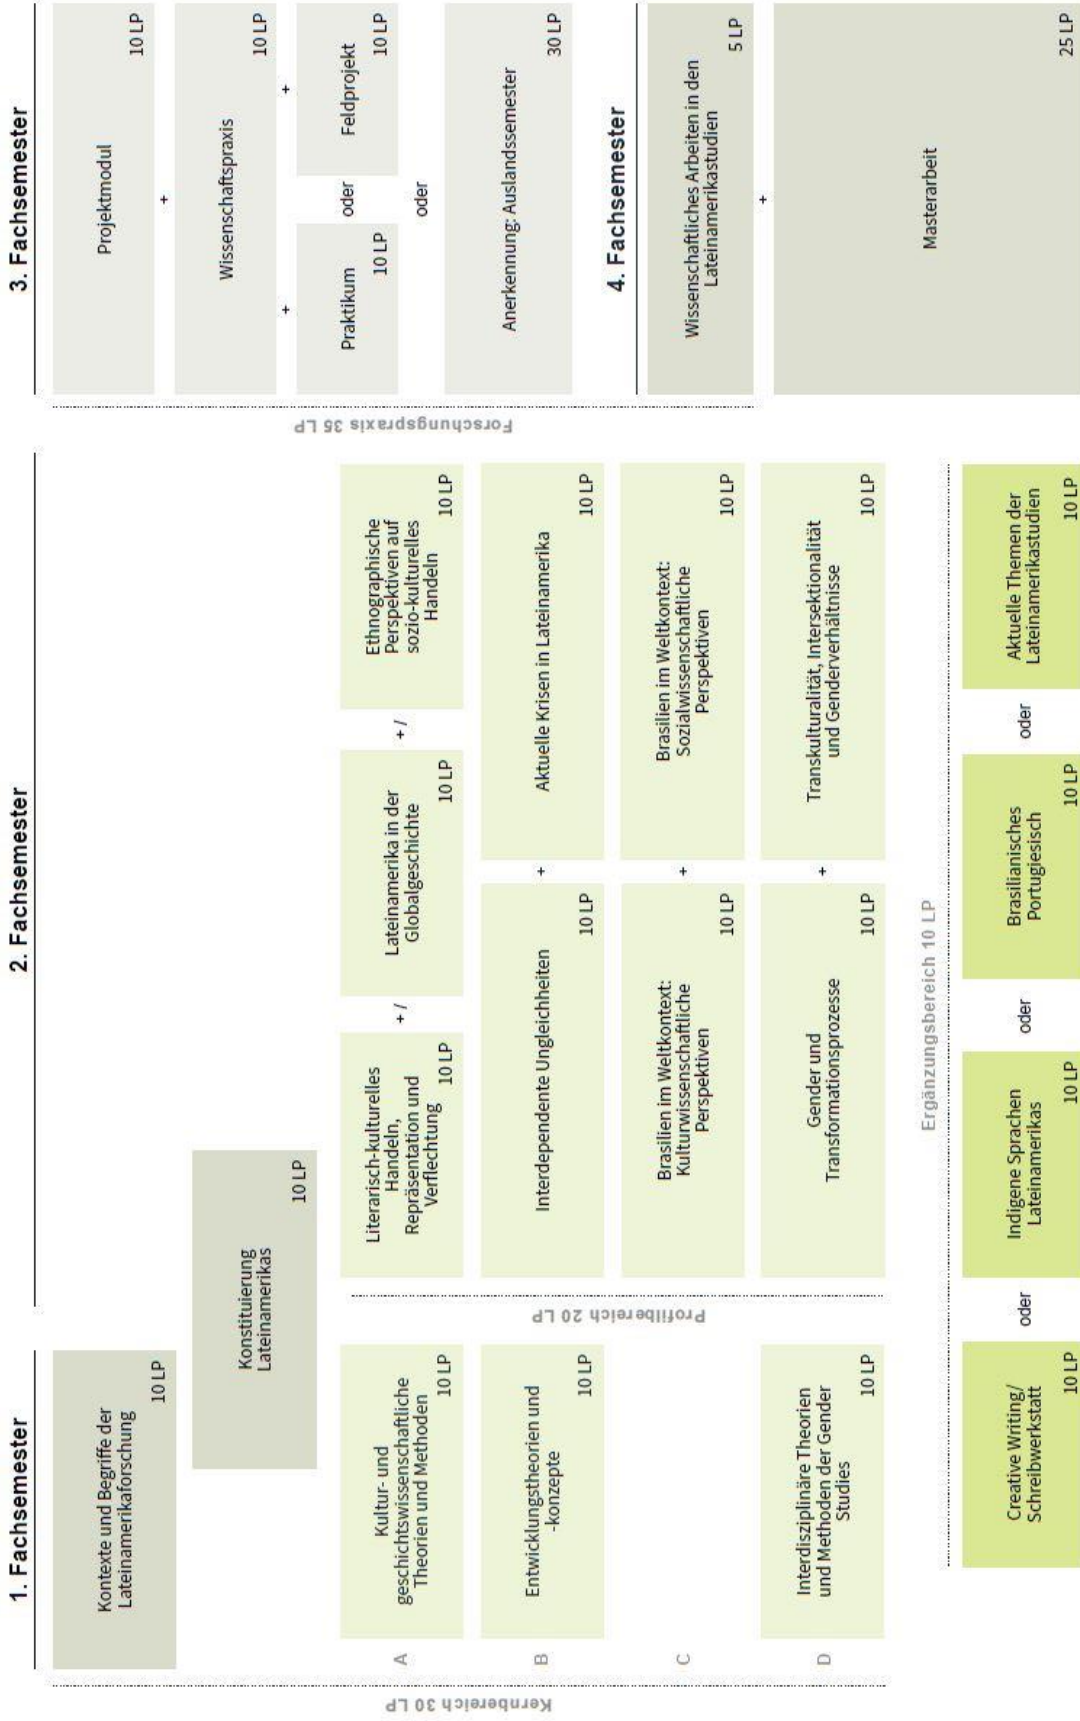 1. Fachsemester
Kontexte und Begriffe der
Lateinamerikaforschung
10 LP
Konstituierung
Lateinamerikas
10 LP
Kernbereich 30 LP
A
Kultur- und
geschichtswissenschaftliche
Theorien und Methoden
10 LP
B
Entwicklungstheorien und
-konzepte
10 LP
C
D
Interdisziplinäre Theorien
und Methoden der Gender
Studies
10 LP
2. Fachsemester
Profilbereich 20 LP
Literarisch-kulturelles
Handeln,
Repräsentation und
Verflechtung
10 LP
+ /
Lateinamerika in der
Globalgeschichte
10 LP
+ /
Ethnographische
Perspektiven auf
sozio-kulturelles
Handeln
10 LP
Interdependente Ungleichheiten
10 LP
+
Aktuelle Krisen in Lateinamerika
10 LP
Brasilien im Weltkontext:
Kulturwissenschaftliche
Perspektiven
10 LP
+
Brasilien im Weltkontext:
Sozialwissenschaftliche
Perspektiven
10 LP
Gender und
Transformationsprozesse
10 LP
+
Transkulturalität, Intersektionalität
und Genderverhältnisse
10 LP
Ergänzungsbereich 10 LP
Creative Writing/
Schreibwerkstatt
10 LP
oder
Indigene Sprachen
Lateinamerikas
10 LP
oder
Brasilianisches
Portugiesisch
10 LP
oder
Aktuelle Themen der
Lateinamerikastudien
10 LP
3. Fachsemester
Forschungspraxis 35 LP
Projektmodul
10 LP
+
Wissenschaftspraxis
10 LP
+
+
Praktikum
10 LP
oder
Feldprojekt
10 LP
oder
Anerkennung: Auslandssemester
30 LP
4. Fachsemester
Wissenschaftliches Arbeiten in den
Lateinamerikastudien
5 LP
+
Masterarbeit
25 LP